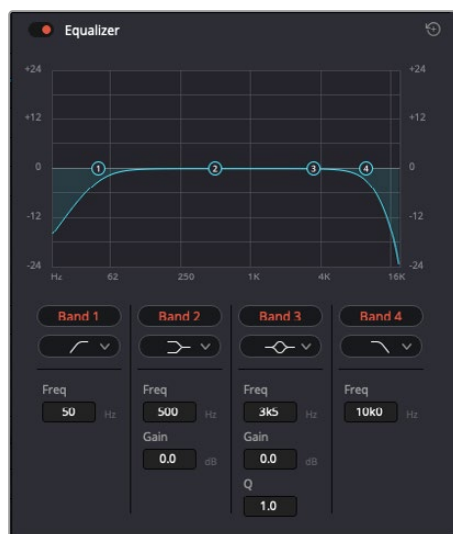 Equalizer
+24 +24
+12 +12
0 0
1 2 3 4
-12 -12
-24 -24
Hz 62 250 1K 4K 16K
Band 1 Band 2 Band 3 Band 4
Freq Freq Freq Freq
50 Hz 500 Hz 3k5 Hz 10k0 Hz
Gain Gain
0.0 dB 0.0 dB
Q
1.0